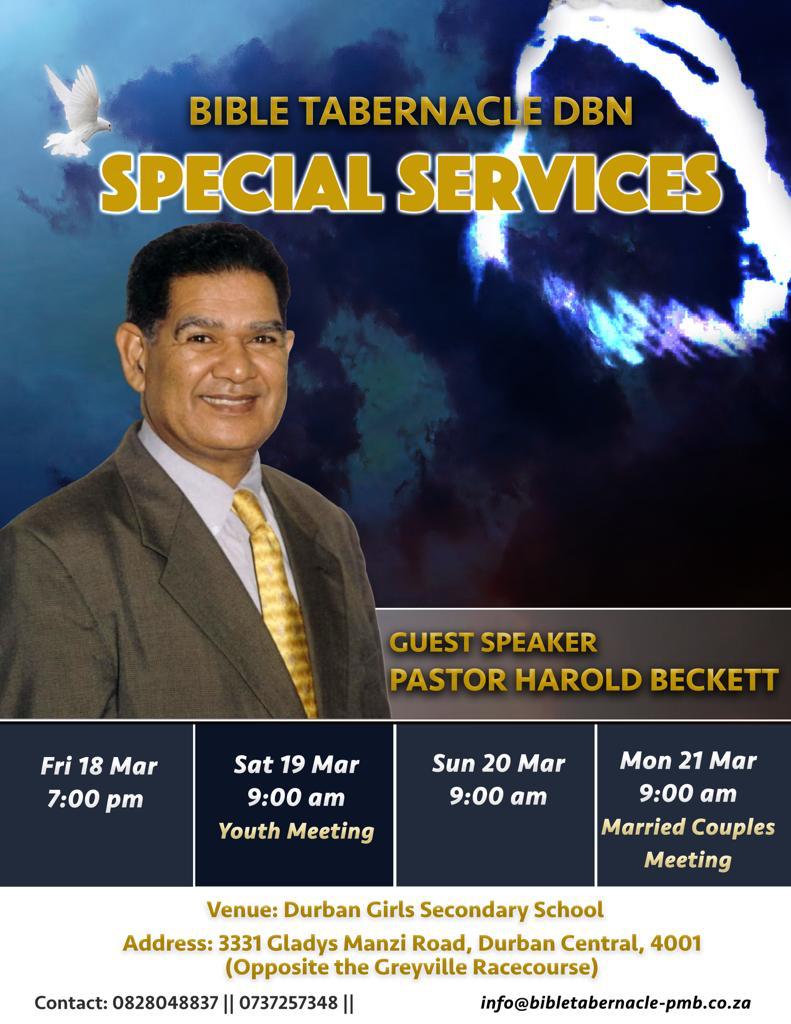 BIBLE TABERNACLE DBN
SPECIAL SERVICES
GUEST SPEAKER
PASTOR HAROLD BECKETT
Fri 18 Mar
7:00 pm
Sat 19 Mar
9:00 am
Youth Meeting
Sun 20 Mar
9:00 am
Mon 21 Mar
9:00 am
Married Couples
Meeting
Venue: Durban Girls Secondary School
Address: 3331 Gladys Manzi Road, Durban Central, 4001
(Opposite the Greyville Racecourse)
Contact: 0828048837 || 0737257348 || info@bibletabernacle-pmb.co.za